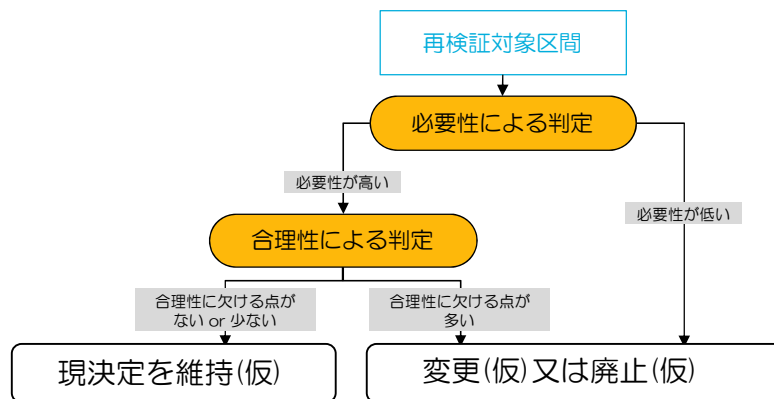 再検証対象区間
必要性による判定
必要性が高い
必要性が低い
合理性による判定
合理性に欠ける点が
ない or 少ない
合理性に欠ける点が
多い
現決定を維持(仮)
変更(仮)又は廃止(仮)